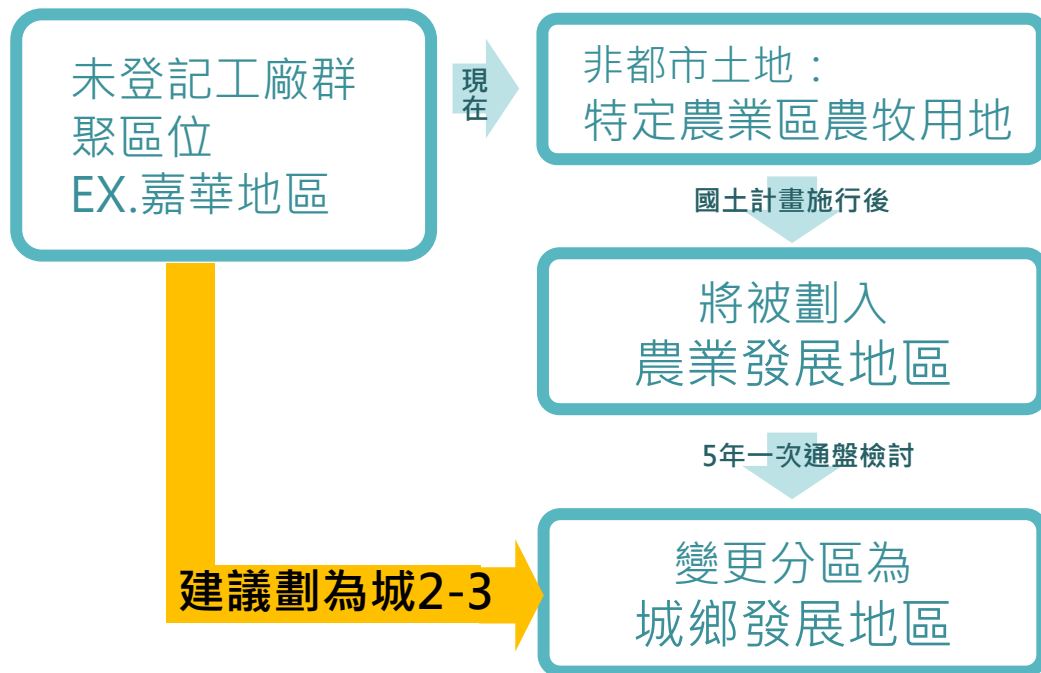 未登記工廠群
聚區位
EX.嘉華地區
現在
非都市土地：
特定農業區農牧用地
國土計畫施行後
將被劃入
農業發展地區
5年一次通盤檢討
變更分區為
城鄉發展地區
建議劃為城2-3